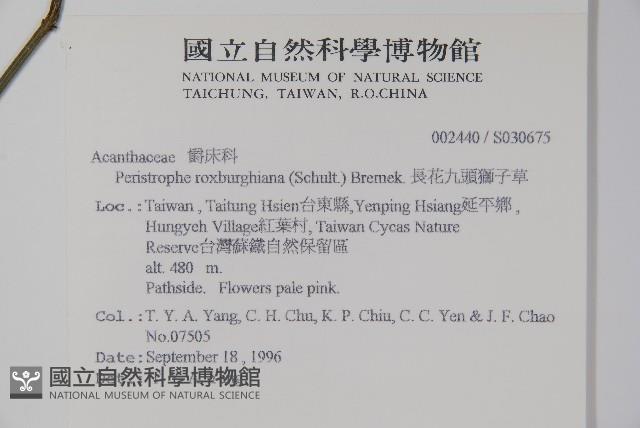 國立自然科學博物館
NATIONAL MUSEUM OF NATURAL SCIENCE
TAICHUNG, TAIWAN, R.O.CHINA
002440 / S030675
Acanthaceae 爵床科
Peristrophe roxburghiana (Schult.) Bremek. 長花九頭獅子草
Loc.: Taiwan , Taitung Hsien台東縣,Yenping Hsiang延平鄉 ,
Hungyeh Village紅葉村, Taiwan Cycas Nature
Reserve台灣蘇鐵自然保留區
alt. 480 m.
Pathside. Flowers pale pink.
Col.: T. Y. A. Yang, C. H. Chu, K. P. Chiu, C. C. Yen & J. F. Chao
No.07505
Date: September 18 , 1996
國立自然科學博物館
NATIONAL MUSEUM OF NATURAL SCIENCE